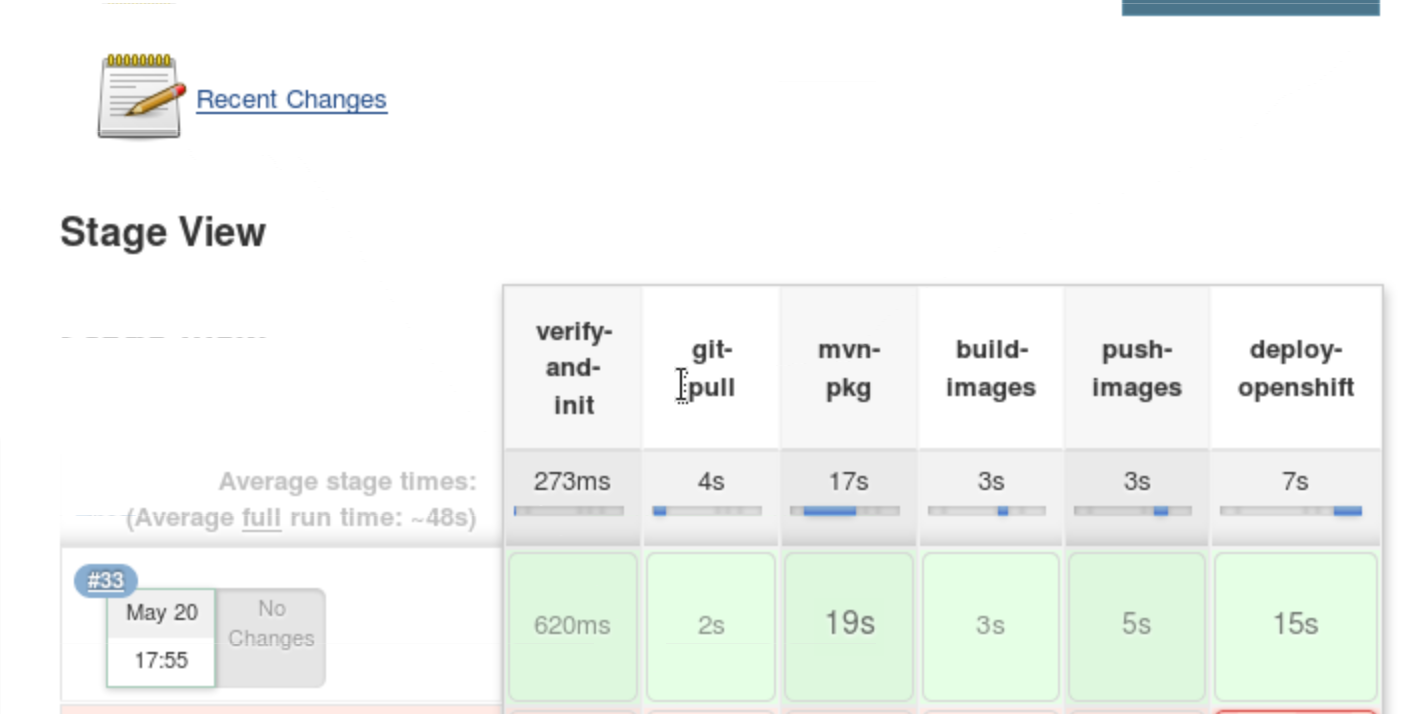 Recent Changes
Stage View
verify-
and-
init
git-
pull
mvn-
pkg
build-
images
push-
images
deploy-
openshift
Average stage times:
(Average full run time: ~48s)
273ms
4s
17s
3s
3s
7s
#33
May 20
17:55
No
Changes
620ms
2s
19s
3s
5s
15s